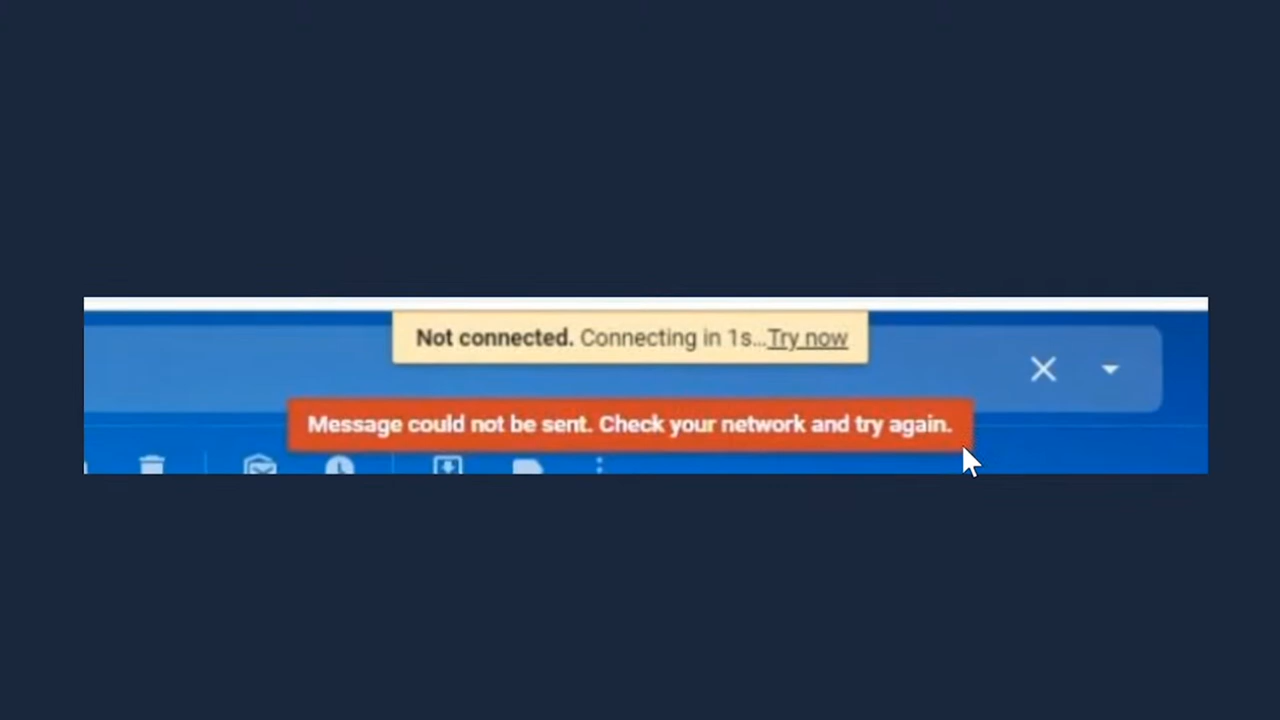 Not connected. Connecting in 1s...Try now
Message could not be sent. Check your network and try again.